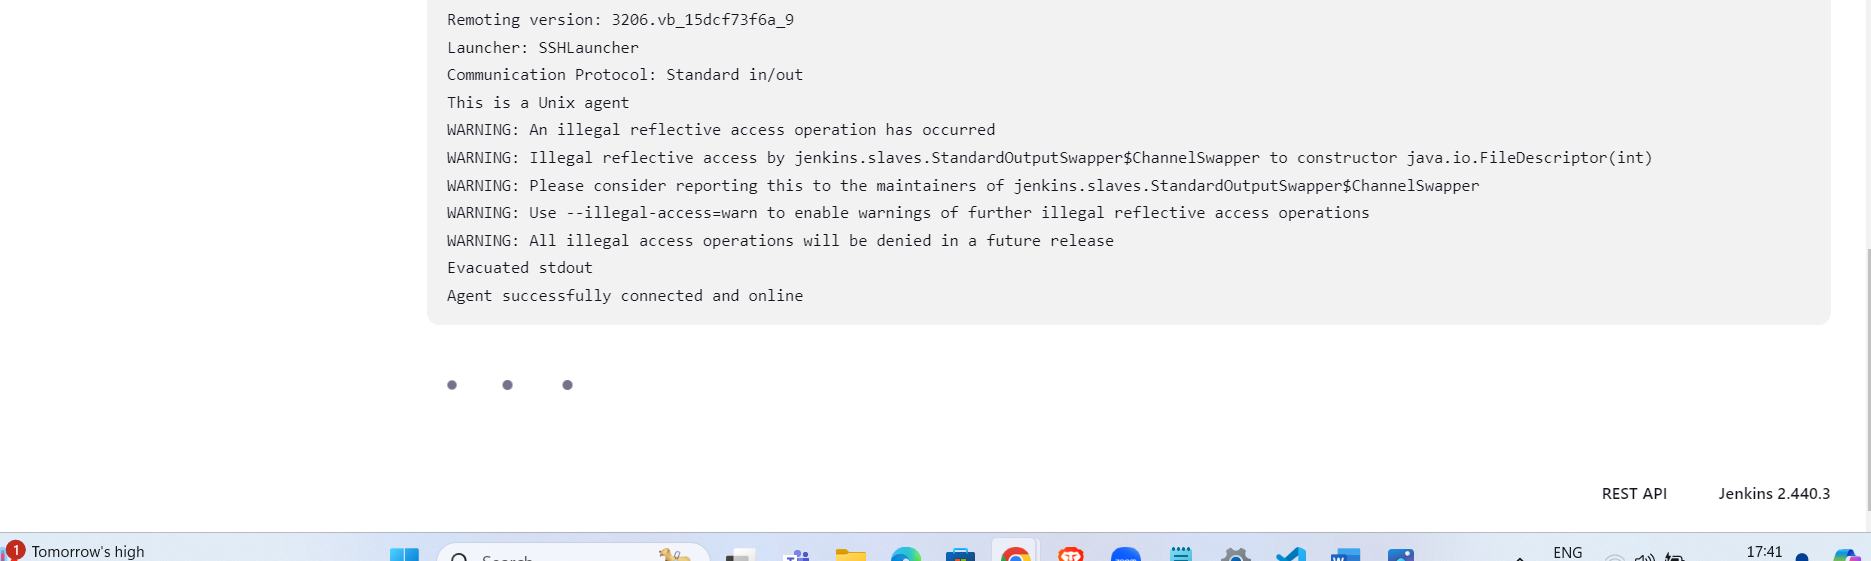 Remoting version: 3206.vb_15dcf73f6a_9
Launcher: SSHLauncher
Communication Protocol: Standard in/out
This is a Unix agent
WARNING: An illegal reflective access operation has occurred
WARNING: Illegal reflective access by jenkins.slaves.StandardOutputSwapper$ChannelSwapper to constructor java.io.FileDescriptor(int)
WARNING: Please consider reporting this to the maintainers of jenkins.slaves.StandardOutputSwapper$ChannelSwapper
WARNING: Use --illegal-access=warn to enable warnings of further illegal reflective access operations
WARNING: All illegal access operations will be denied in a future release
Evacuated stdout
Agent successfully connected and online
REST API Jenkins 2.440.3
1 Tomorrow's high Search ENG 17:41